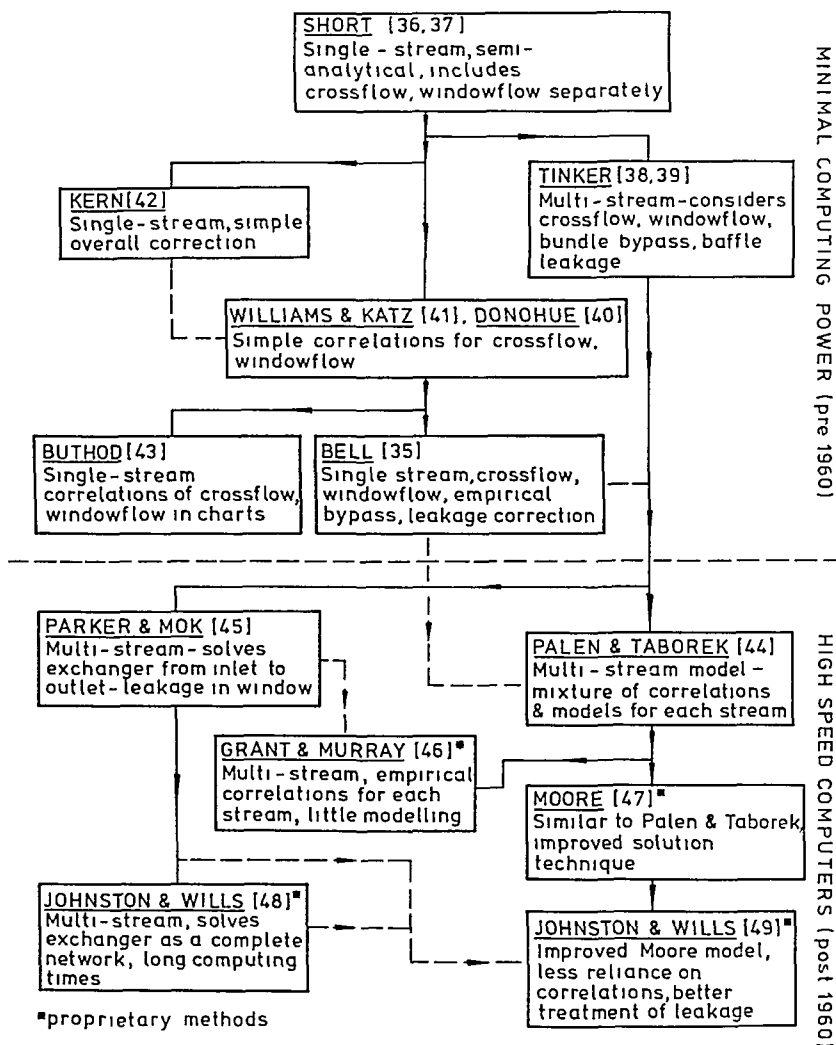 SHORT [36,37]
Single - stream, semi-
analytical, includes
crossflow, windowflow separately
MINIMAL COMPUTING POWER (pre 1960)
KERN[42]
Single-stream, simple
overall correction
TINKER [38,39]
Multi-stream-considers
crossflow, windowflow,
bundle bypass, baffle
leakage
WILLIAMS & KATZ [41], DONOHUE [40]
Simple correlations for crossflow,
windowflow
BUTHOD[43]
Single-stream
correlations of crossflow,
windowflow in charts
BELL [35]
Single stream, crossflow,
windowflow, empirical
bypass, leakage correction
PARKER & MOK [45]
Multi-stream-solves
exchanger from inlet to
outlet-leakage in window
PALEN & TABOREK [44]
Multi-stream model -
mixture of correlations
& models for each stream
HIGH SPEED COMPUTERS (post 1960)
GRANT & MURRAY [46]▪
Multi-stream, empirical
correlations for each
stream, little modelling
MOORE [47]▪
Similar to Palen & Taborek,
improved solution
technique
JOHNSTON & WILLS [48]▪
Multi-stream, solves
exchanger as a complete
network, long computing
times
JOHNSTON & WILLS [49]▪
Improved Moore model,
less reliance on
correlations, better
treatment of leakage
▪proprietary methods